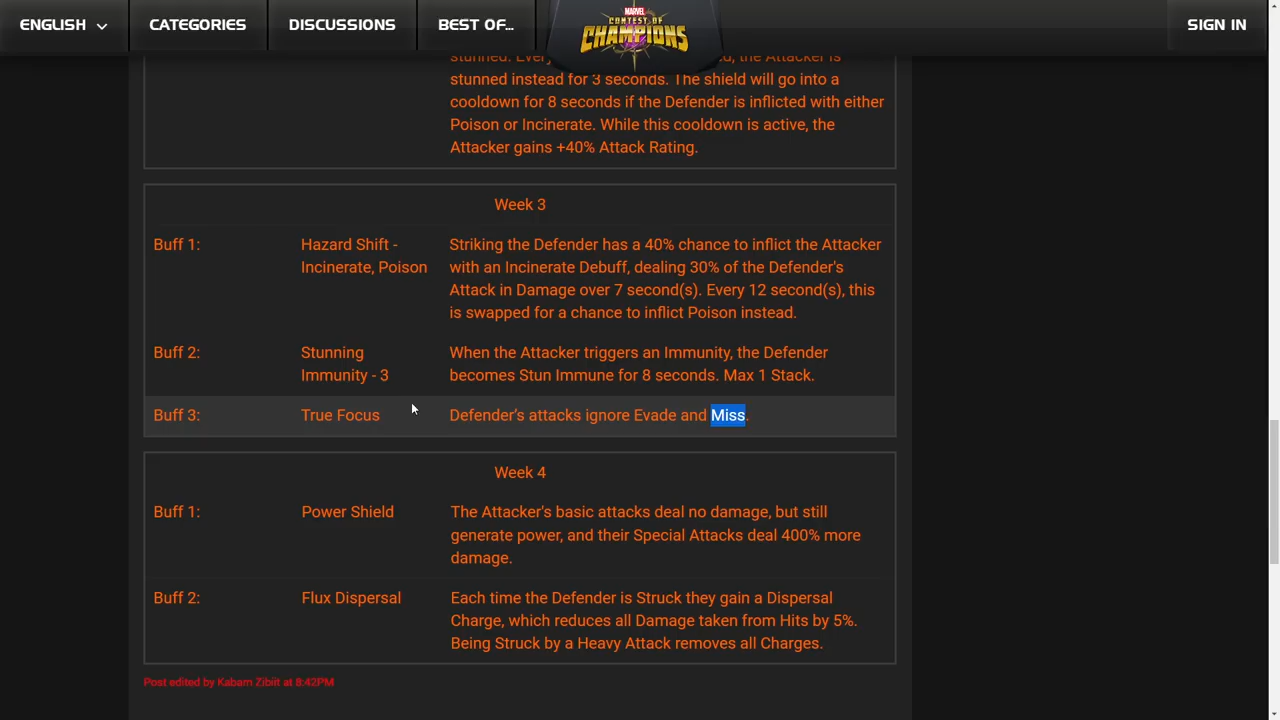 ENGLISH CATEGORIES DISCUSSIONS BEST OF... MARVEL CONTEST OF CHAMPIONS SIGN IN
the Attacker is
stunned instead for 3 seconds. The shield will go into a
cooldown for 8 seconds if the Defender is inflicted with either
Poison or Incinerate. While this cooldown is active, the
Attacker gains +40% Attack Rating.
Week 3
Buff 1: Hazard Shift - Striking the Defender has a 40% chance to inflict the Attacker
Incinerate, Poison with an Incinerate Debuff, dealing 30% of the Defender's
Attack in Damage over 7 second(s). Every 12 second(s), this
is swapped for a chance to inflict Poison instead.
Buff 2: Stunning When the Attacker triggers an Immunity, the Defender
Immunity - 3 becomes Stun Immune for 8 seconds. Max 1 Stack.
Buff 3: True Focus Defender's attacks ignore Evade and Miss.
Week 4
Buff 1: Power Shield The Attacker's basic attacks deal no damage, but still
generate power, and their Special Attacks deal 400% more
damage.
Buff 2: Flux Dispersal Each time the Defender is Struck they gain a Dispersal
Charge, which reduces all Damage taken from Hits by 5%.
Being Struck by a Heavy Attack removes all Charges.
Post edited by Kabam Zibiit at 8:42PM